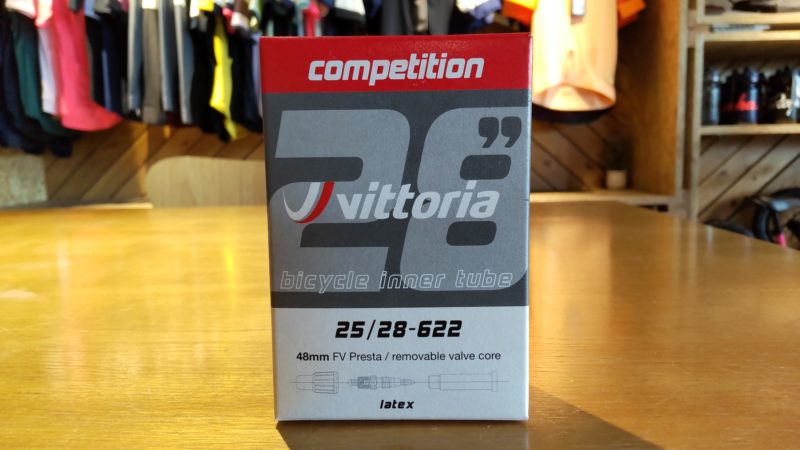 competition
28”
vittoria
bicycle inner tube
25/28-622
48mm FV Presta / removable valve core
latex